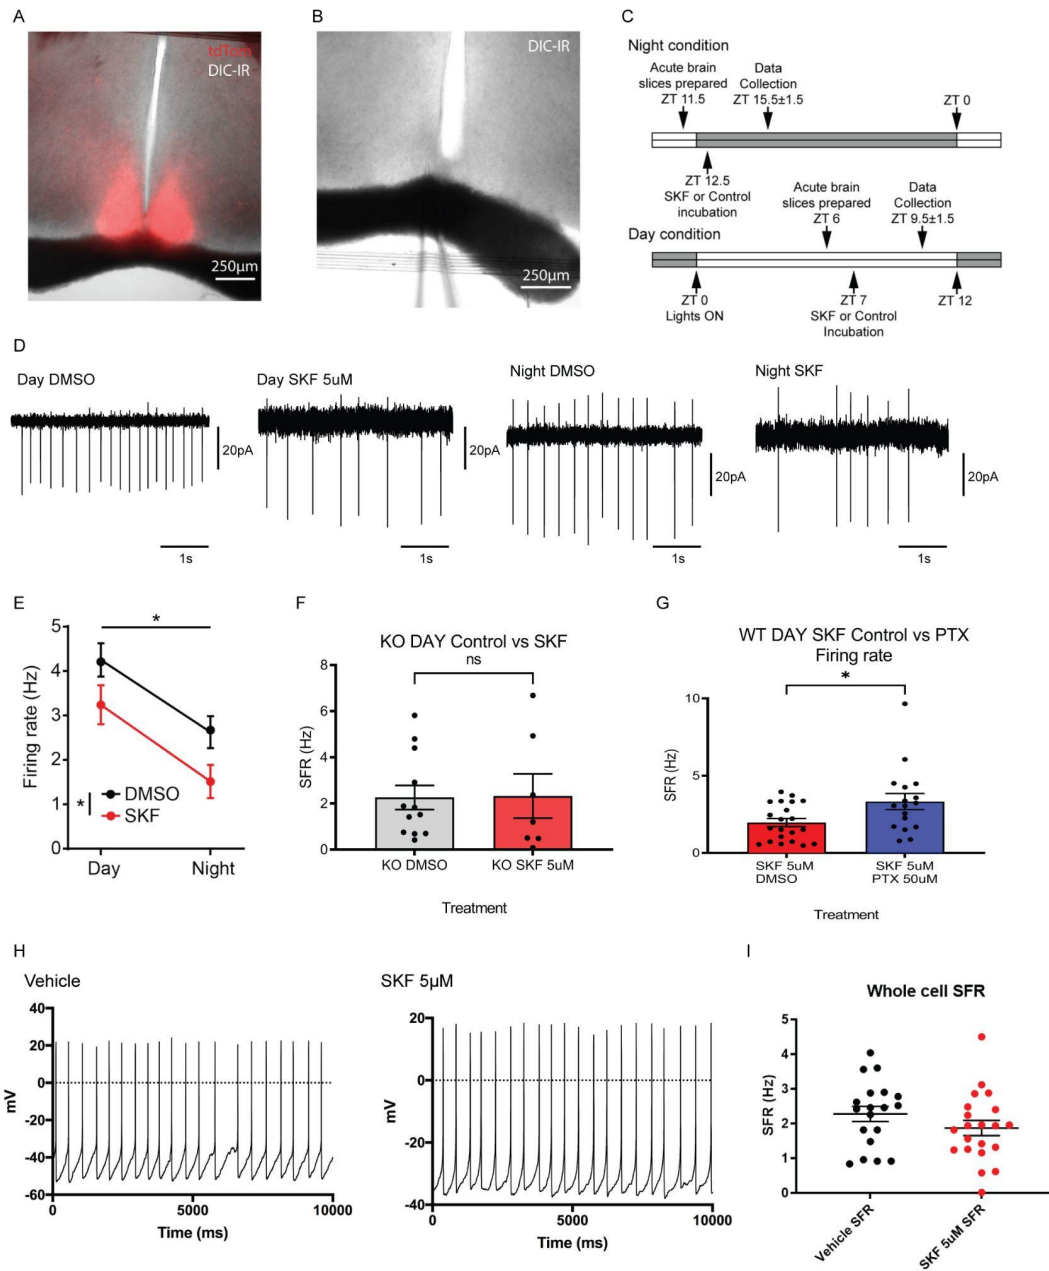 A
tdTom
DIC-IR
250µm
B
DIC-IR
250µm
C
Night condition
Acute brain
slices prepared
ZT 11.5
Data
Collection
ZT 15.5±1.5
ZT 0
ZT 12.5
SKF or Control
incubation
Day condition
Acute brain
slices prepared
ZT 6
Data
Collection
ZT 9.5±1.5
ZT 0
Lights ON
ZT 7
SKF or Control
Incubation
ZT 12
D
Day DMSO
20pA
1s
Day SKF 5uM
20pA
1s
Night DMSO
20pA
1s
Night SKF
20pA
1s
E
*
Firing rate (Hz)
5
4
3
2
1
0
* DMSO
SKF
Day Night
F
KO DAY Control vs SKF
ns
SFR (Hz)
8
6
4
2
0
KO DMSO KO SKF 5uM
Treatment
G
WT DAY SKF Control vs PTX
Firing rate
*
SFR (Hz)
10
5
0
SKF 5uM
DMSO
SKF 5uM
PTX 50uM
Treatment
H
Vehicle
mV
40
20
0
-20
-40
-60
0 5000 10000
Time (ms)
SKF 5µM
mV
20
0
-20
-40
0 5000 10000
Time (ms)
I
Whole cell SFR
SFR (Hz)
5
4
3
2
1
0
Vehicle SFR
SKF 5uM SFR